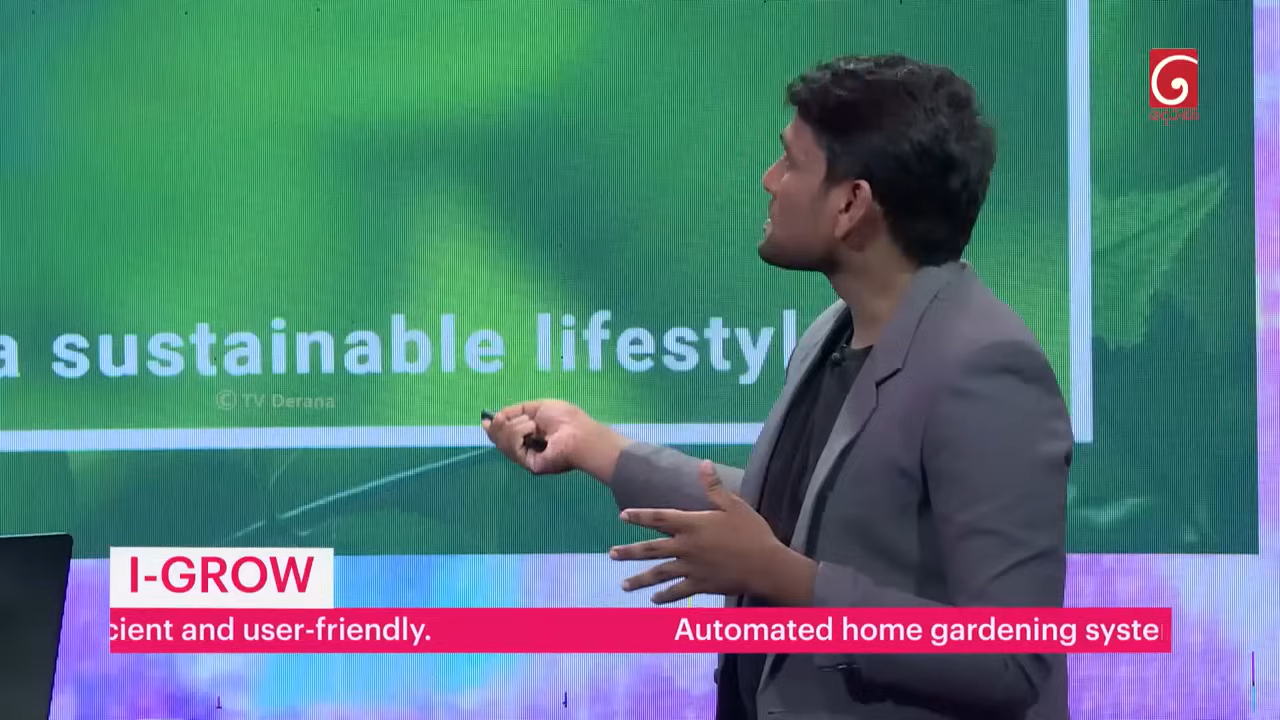 a sustainable lifestyl
© TV Derana
I-GROW
cient and user-friendly.
Automated home gardening syste